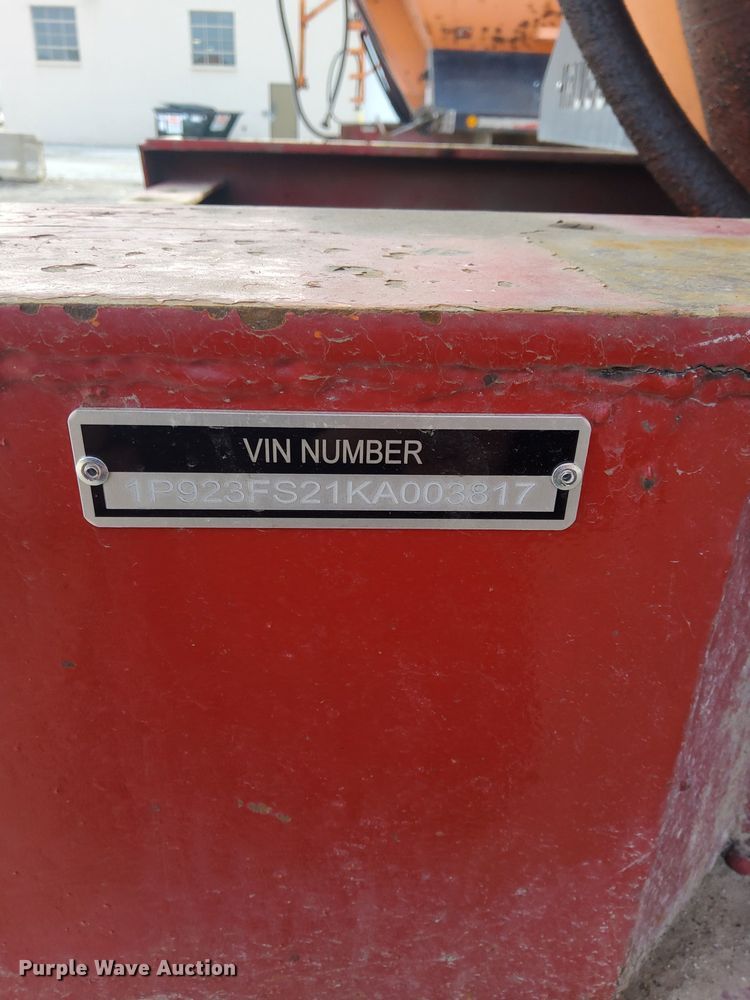 VIN NUMBER
1P923FS21KA003817
Purple Wave Auction